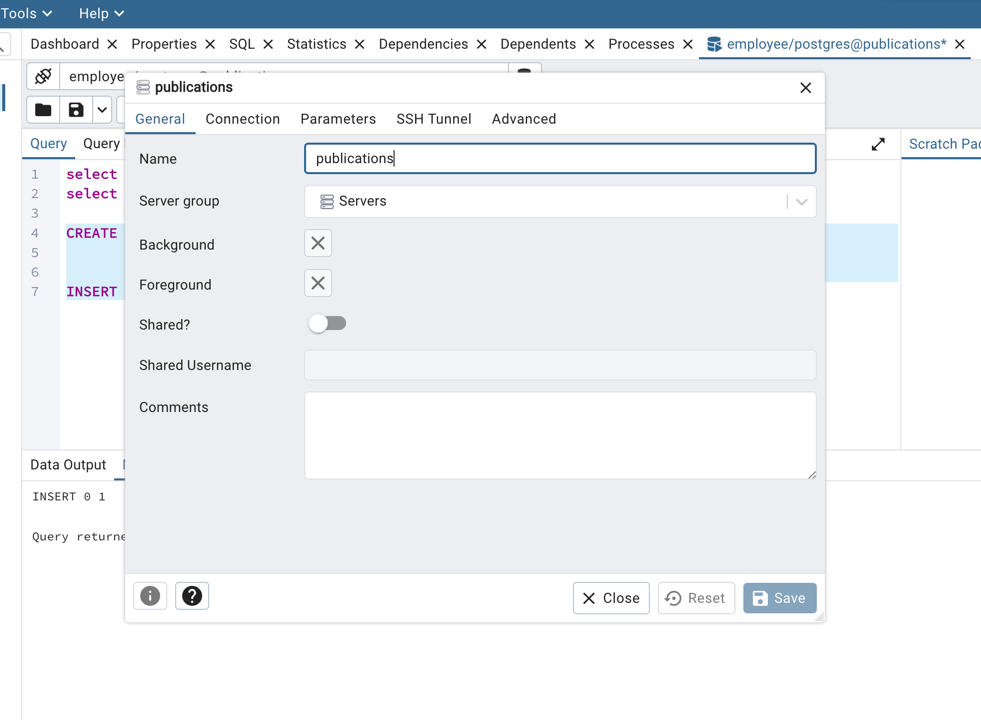 Tools Help
Dashboard Properties SQL Statistics Dependencies Dependents Processes employee/postgres@publications*
publications
General Connection Parameters SSH Tunnel Advanced
Query Query
Scratch Pad
Name publications
Server group Servers
Background
Foreground
Shared?
Shared Username
Comments
1 select
2 select
3
4 CREATE
5
6
7 INSERT
Data Output
INSERT 0 1
Query returne
Close Reset Save